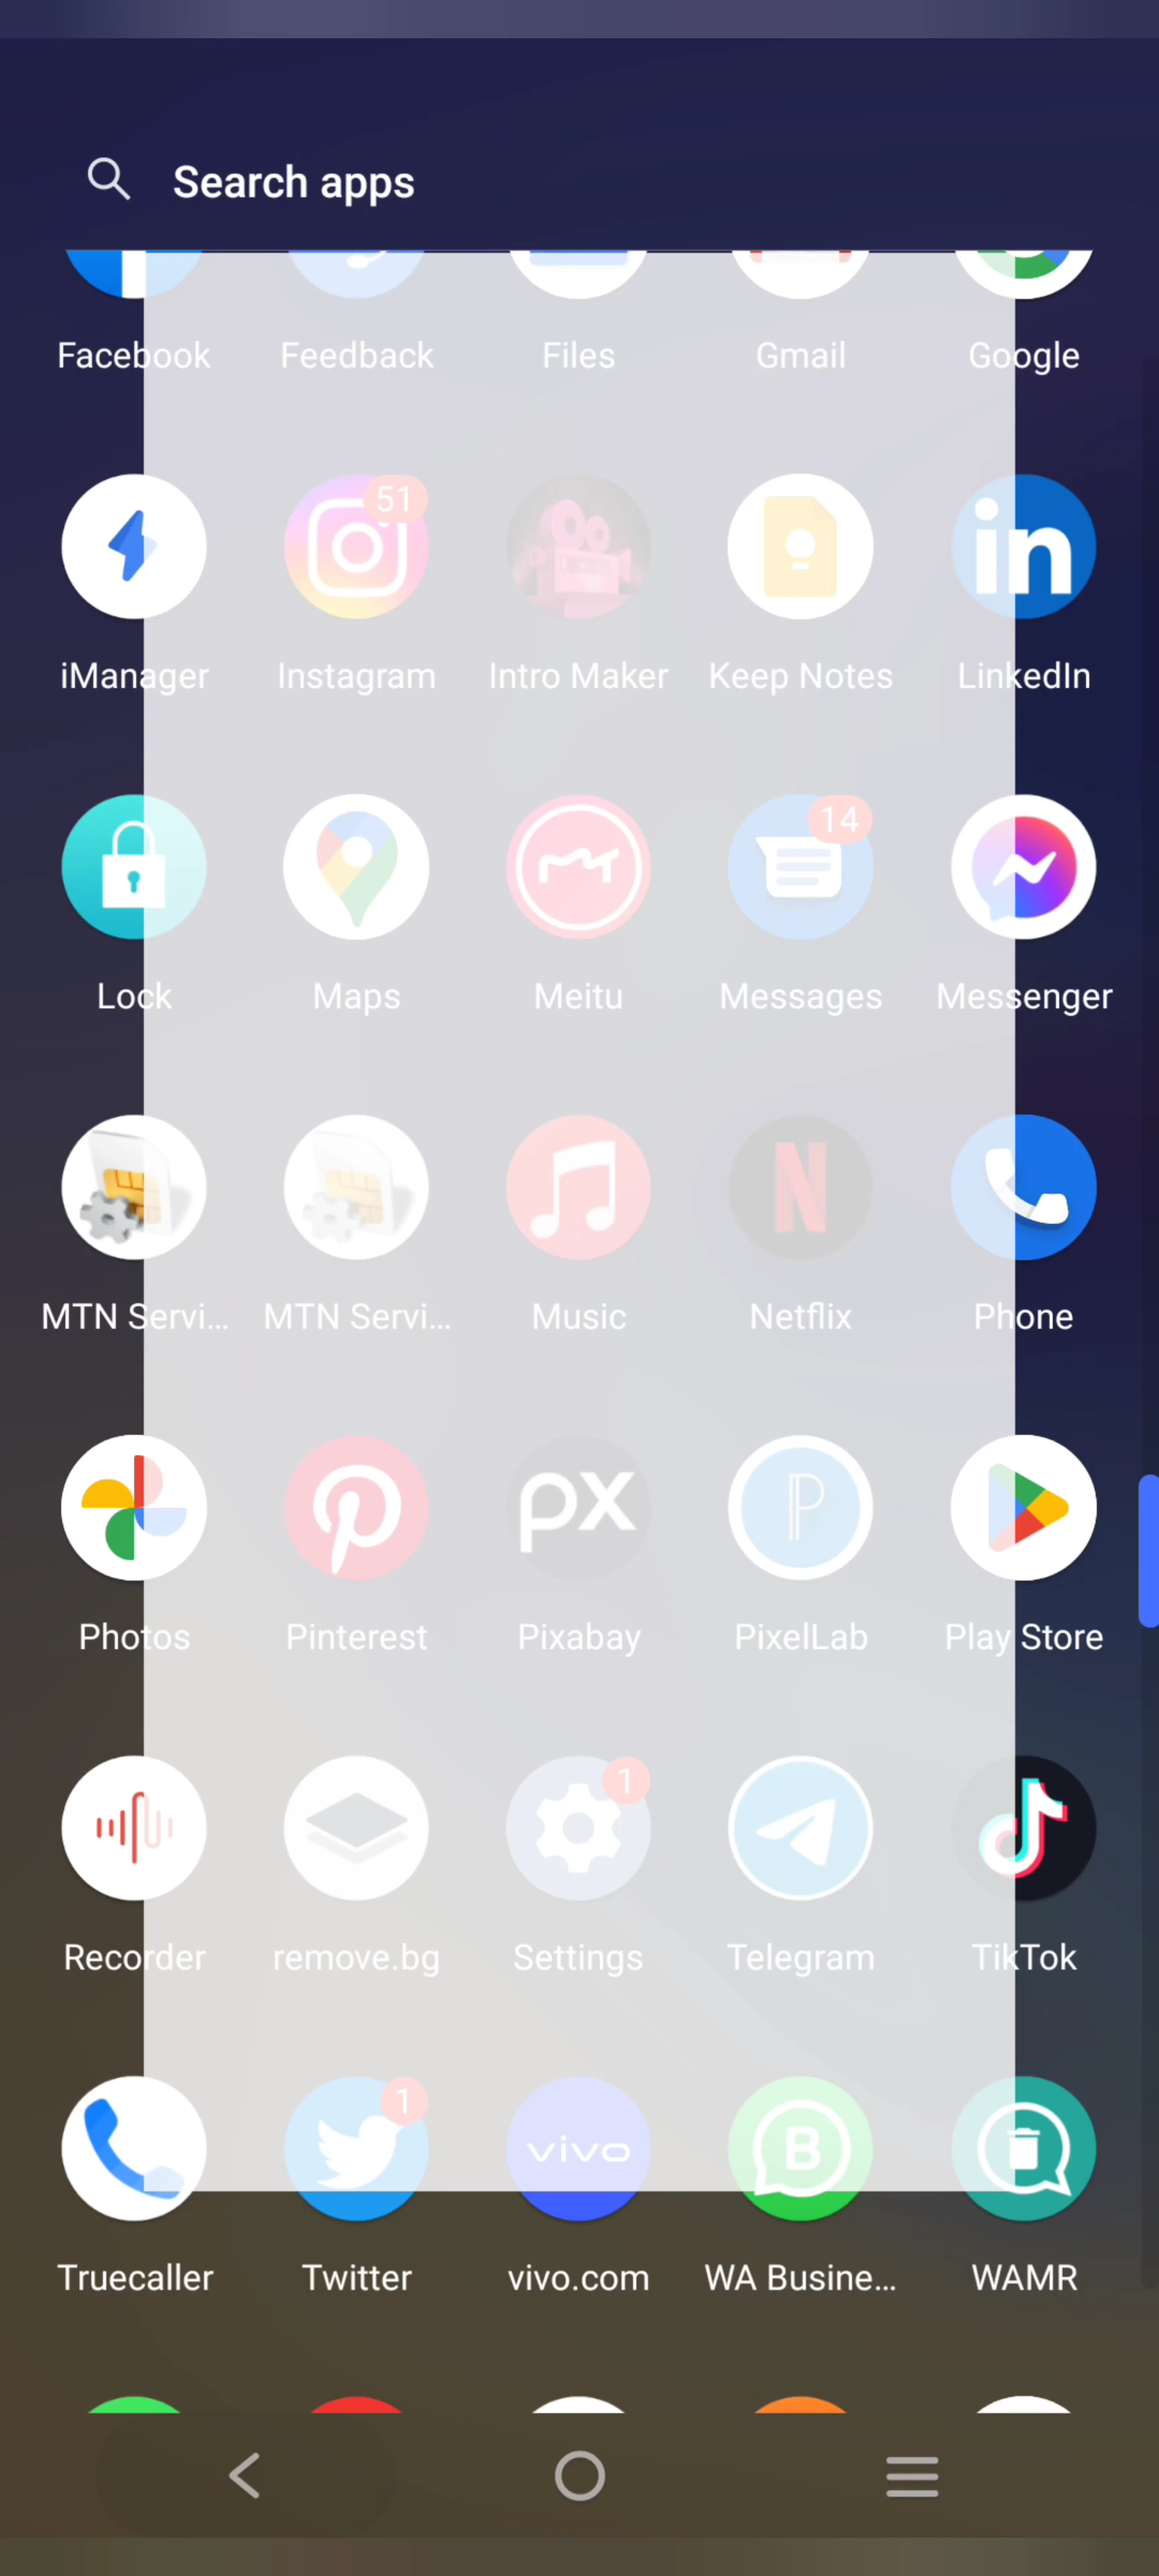 Search apps
Facebook Feedback Files Gmail Google
51
in
iManager Instagram Intro Maker Keep Notes LinkedIn
14
Lock Maps Meitu Messages Messenger
N
MTN Servi... MTN Servi... Music Netflix Phone
px P
Photos Pinterest Pixabay PixelLab Play Store
1
Recorder remove.bg Settings Telegram TikTok
1
vivo B
Truecaller Twitter vivo.com WA Busine... WAMR